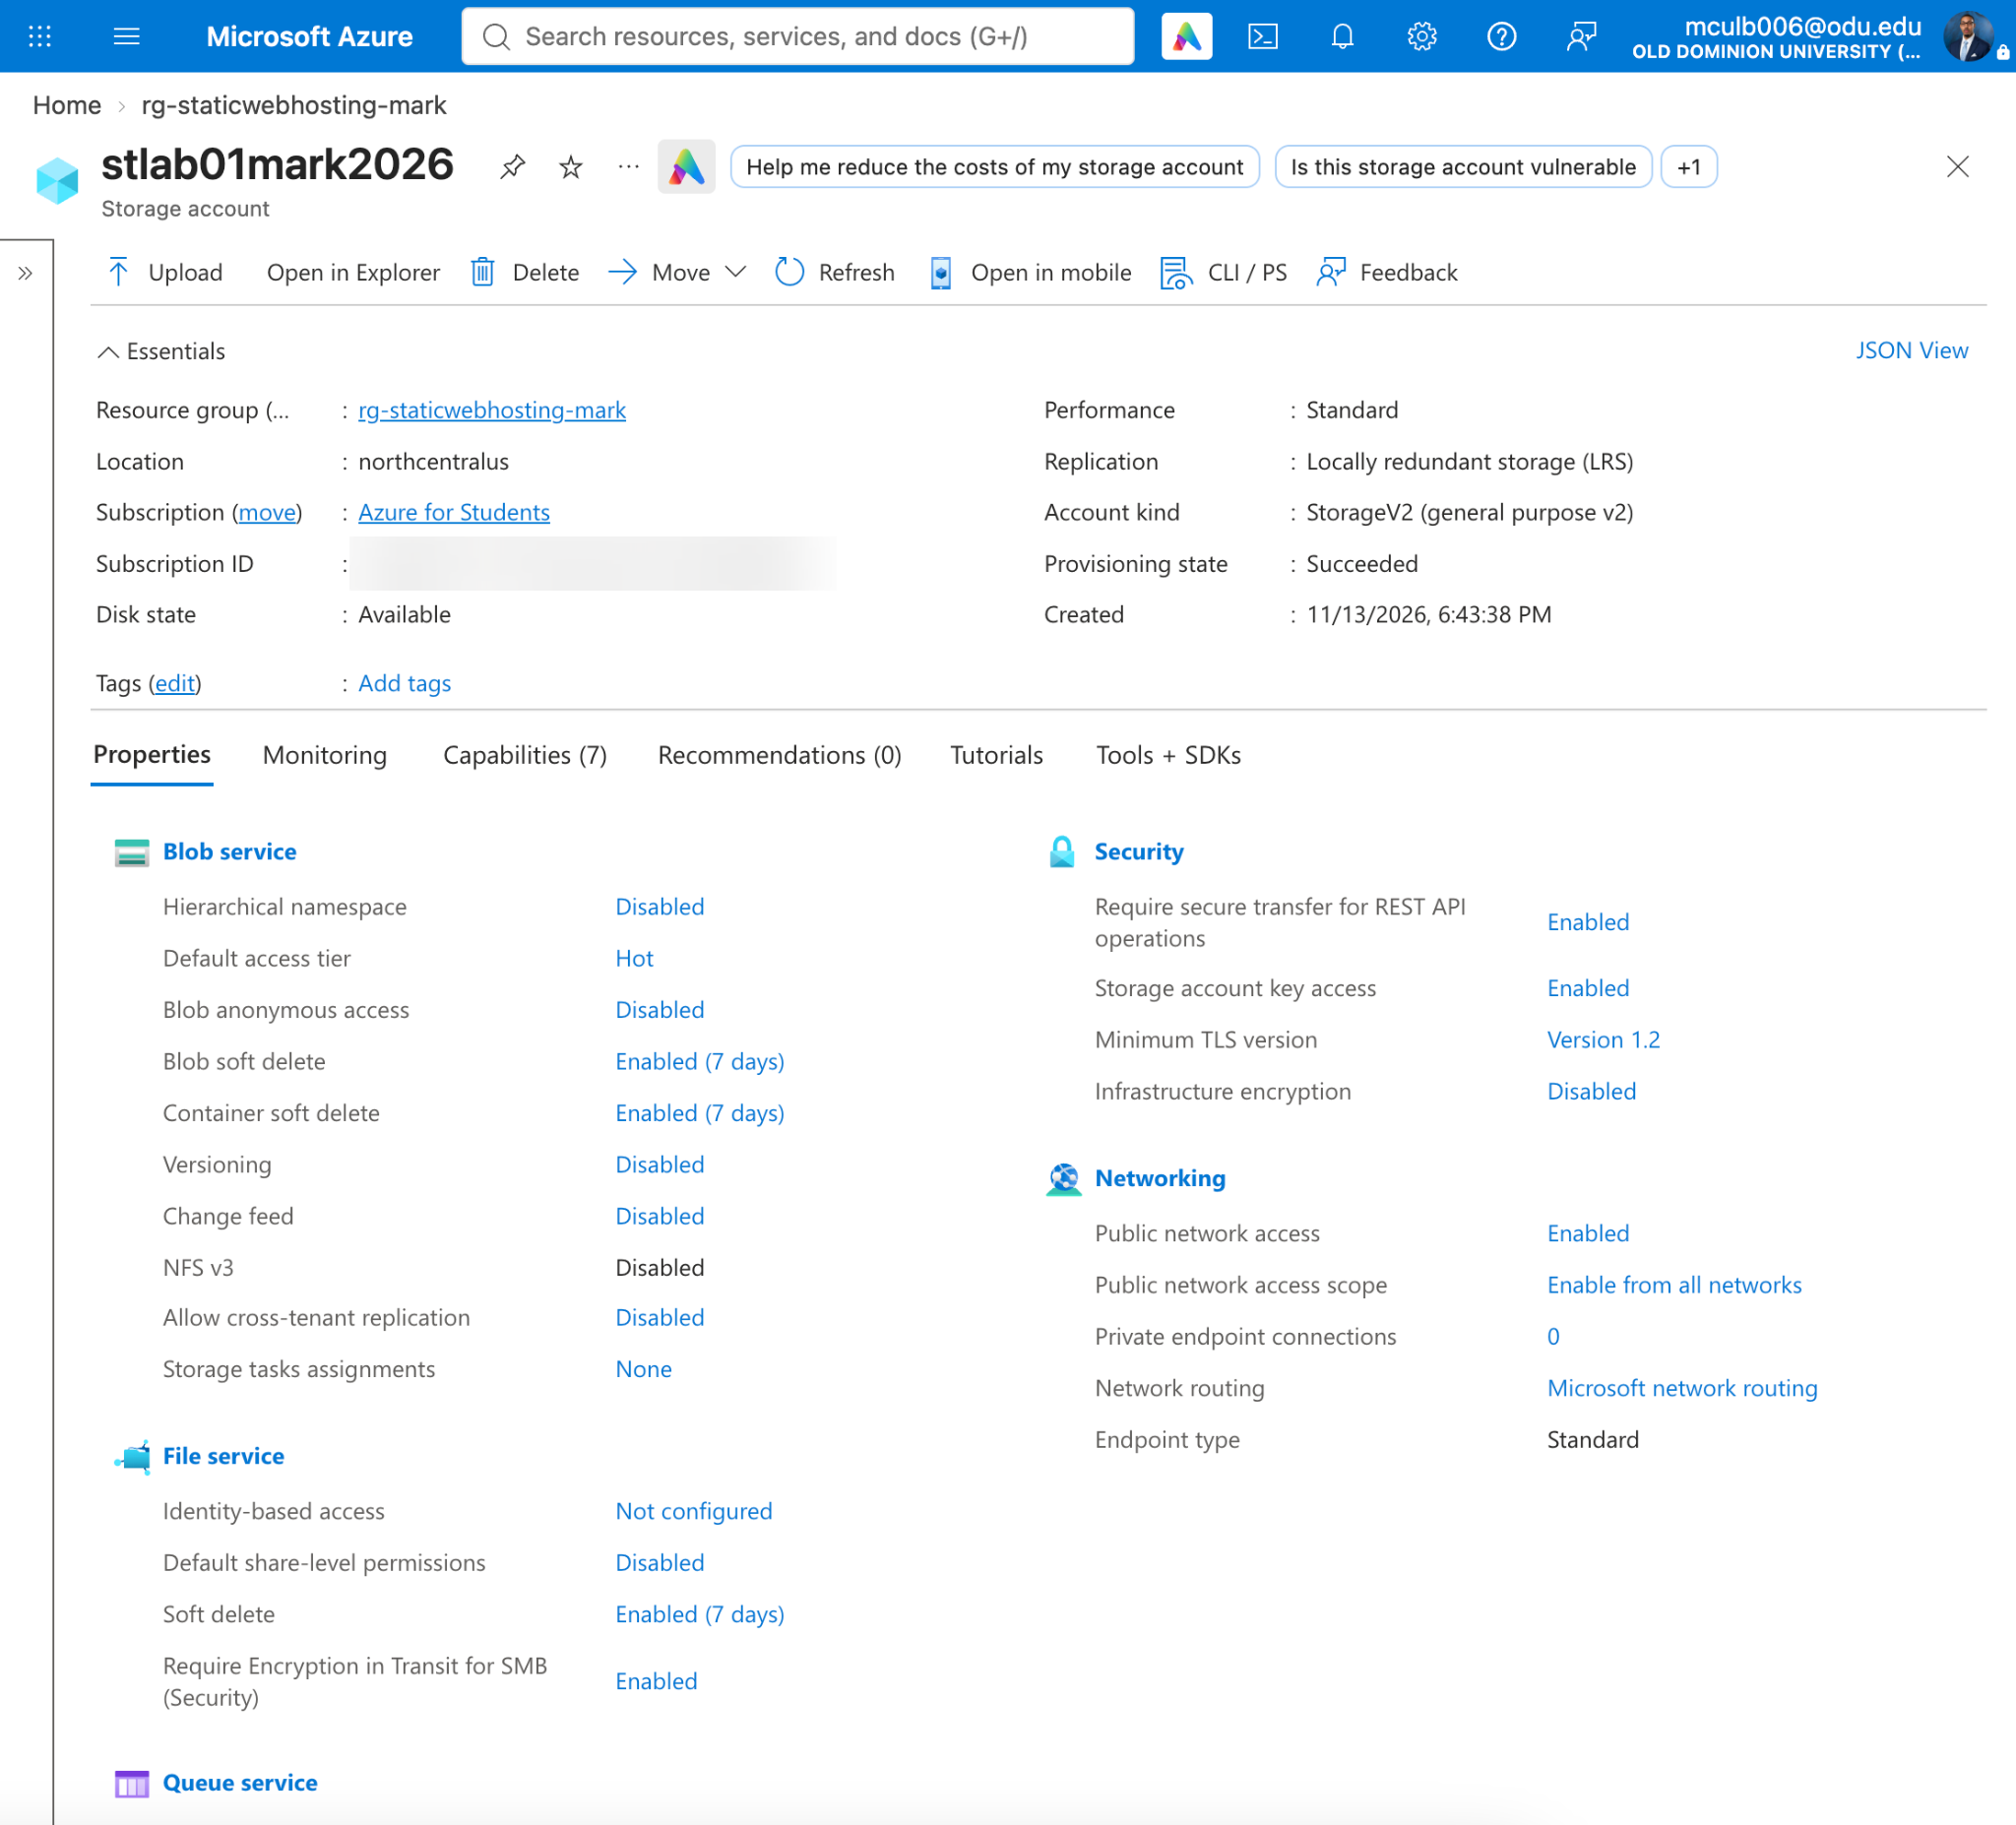 Microsoft Azure
Search resources, services, and docs (G+/)
mculb006@odu.edu
OLD DOMINION UNIVERSITY (...
Home > rg-staticwebhosting-mark
stlab01mark2026
Storage account
Help me reduce the costs of my storage account
Is this storage account vulnerable
+1
Upload Open in Explorer Delete Move Refresh Open in mobile CLI / PS Feedback
Essentials
JSON View
Resource group (... : rg-staticwebhosting-mark
Location : northcentralus
Subscription (move) : Azure for Students
Subscription ID :
Disk state : Available
Tags (edit) : Add tags
Performance : Standard
Replication : Locally redundant storage (LRS)
Account kind : StorageV2 (general purpose v2)
Provisioning state : Succeeded
Created : 11/13/2026, 6:43:38 PM
Properties Monitoring Capabilities (7) Recommendations (0) Tutorials Tools + SDKs
Blob service
Hierarchical namespace Disabled
Default access tier Hot
Blob anonymous access Disabled
Blob soft delete Enabled (7 days)
Container soft delete Enabled (7 days)
Versioning Disabled
Change feed Disabled
NFS v3 Disabled
Allow cross-tenant replication Disabled
Storage tasks assignments None
File service
Identity-based access Not configured
Default share-level permissions Disabled
Soft delete Enabled (7 days)
Require Encryption in Transit for SMB
(Security) Enabled
Queue service
Security
Require secure transfer for REST API
operations Enabled
Storage account key access Enabled
Minimum TLS version Version 1.2
Infrastructure encryption Disabled
Networking
Public network access Enabled
Public network access scope Enable from all networks
Private endpoint connections 0
Network routing Microsoft network routing
Endpoint type Standard